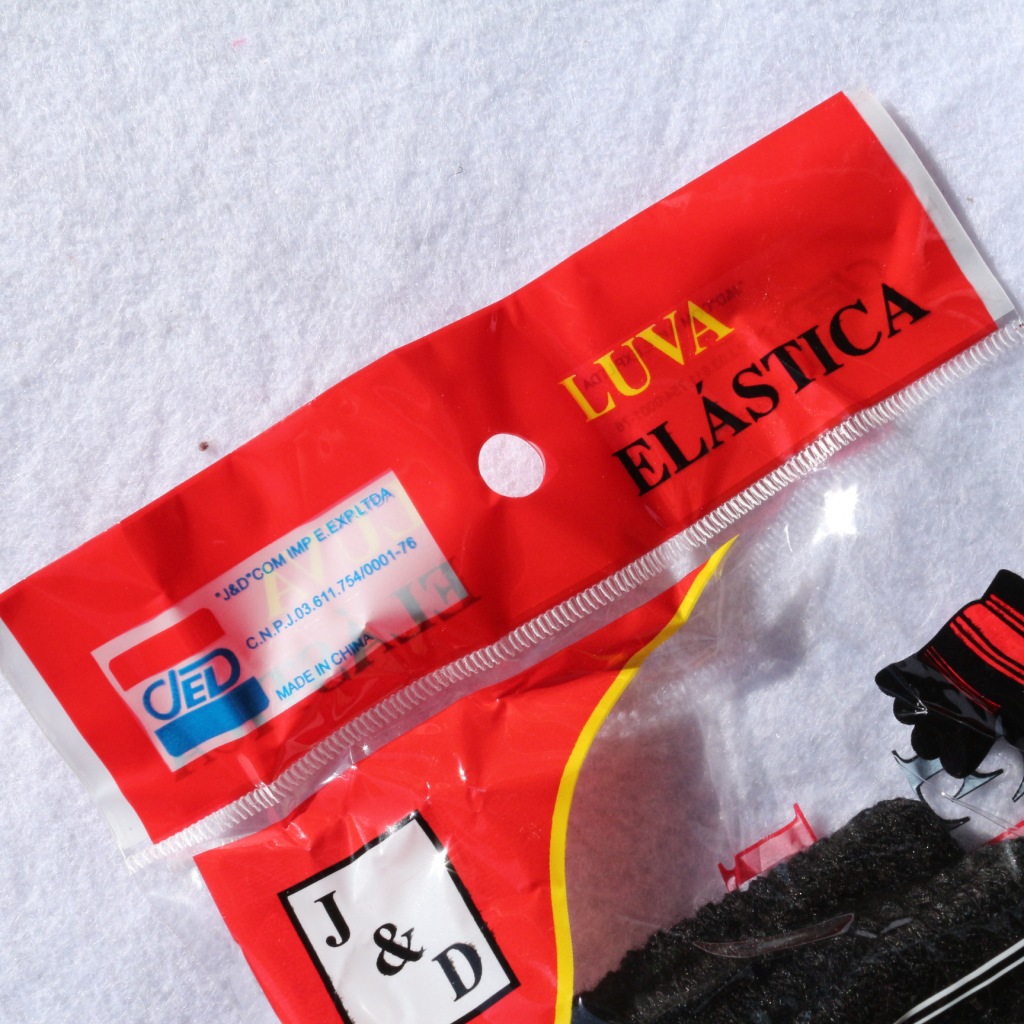 LUVA
ELÁSTICA
"J&D"COM IMP E.EXP.LTDA
C.N.P.J.03.611.754/0001-76
MADE IN CHINA
JED
J
&
D